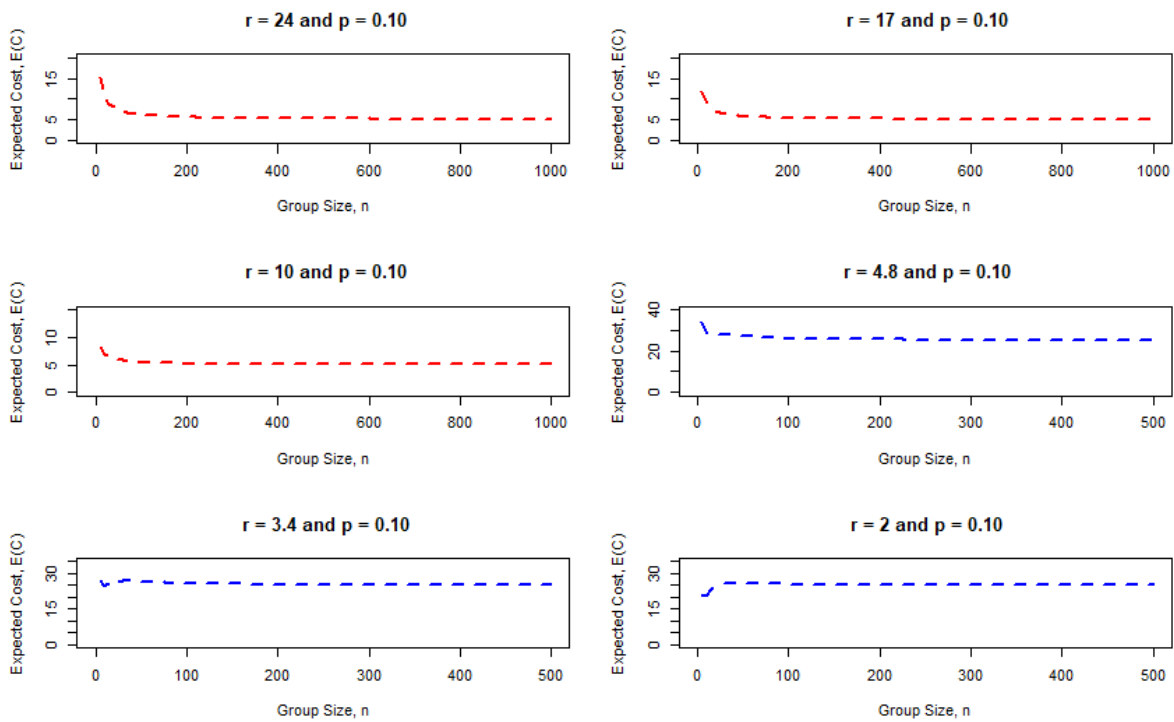 r = 24 and p = 0.10
Expected Cost, E(C)
15
5
0
0 200 400 600 800 1000
Group Size, n
r = 17 and p = 0.10
Expected Cost, E(C)
15
5
0
0 200 400 600 800 1000
Group Size, n
r = 10 and p = 0.10
Expected Cost, E(C)
10
5
0
0 200 400 600 800 1000
Group Size, n
r = 4.8 and p = 0.10
Expected Cost, E(C)
40
20
0
0 100 200 300 400 500
Group Size, n
r = 3.4 and p = 0.10
Expected Cost, E(C)
30
15
0
0 100 200 300 400 500
Group Size, n
r = 2 and p = 0.10
Expected Cost, E(C)
30
15
0
0 100 200 300 400 500
Group Size, n